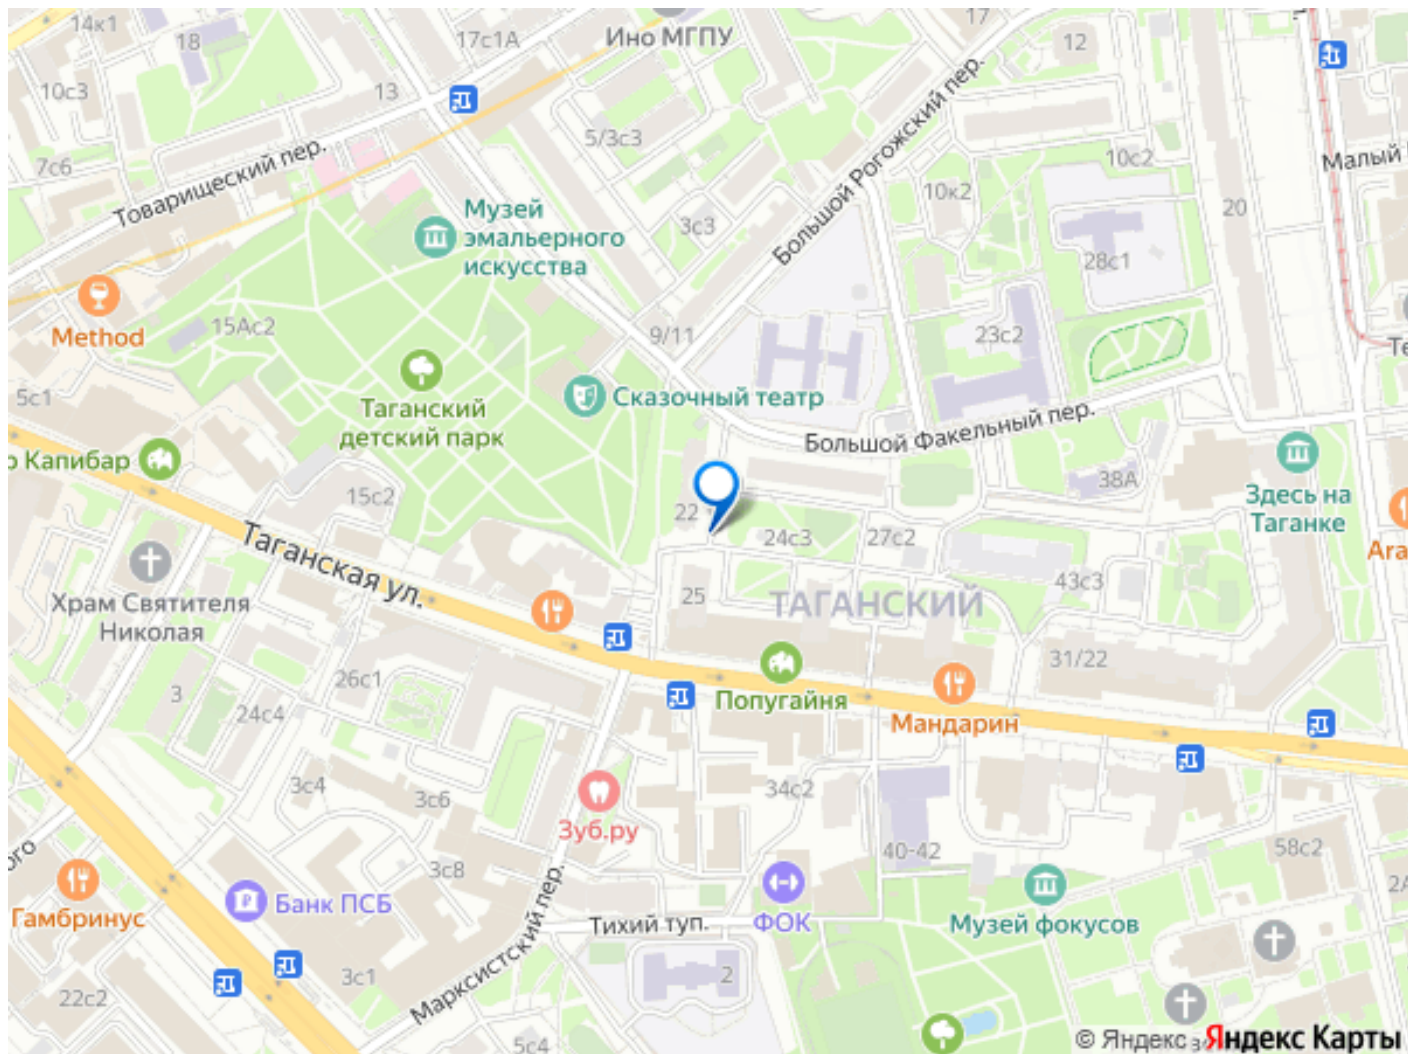 14к1
18
17с1А
Ино МГПУ
17
12
10с3
13
5/3с3
Большой Рогожский пер.
7с6
Товарищеский пер.
10с2
Малый
10к2
Музей
эмальерного
искусства
3с3
20
28с1
Method
15Ас2
9/11
23с2
Те
5с1
Таганский
детский парк
Сказочный театр
Большой Факельный пер.
о Капибар
15с2
22
24с3
27с2
38А
Здесь на
Таганке
Ara
Таганская ул.
Храм Святителя
Николая
25
ТАГАНСКИЙ
43с3
31/22
3
26с1
24с4
Попугайня
Мандарин
3с4
3с6
34с2
Зуб.ру
40-42
58с2
ого
3с8
2А
Гамбринус
Банк ПСБ
Марксистский пер.
Тихий туп.
ФОК
Музей фокусов
3с1
2
22с2
5с4
© Яндекс
Яндекс Карты